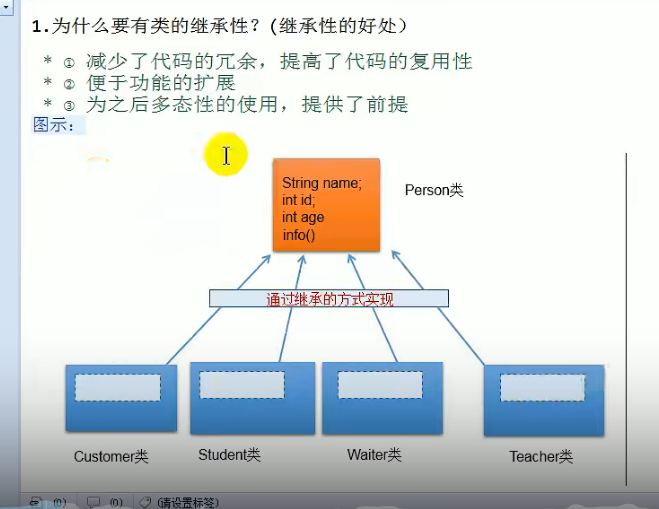 1.为什么要有类的继承性？(继承性的好处）
* ① 减少了代码的冗余，提高了代码的复用性
* ② 便于功能的扩展
* ③ 为之后多态性的使用，提供了前提
图示：
String name;
int id;
int age
info()
Person类
通过继承的方式实现
Customer类
Student类
Waiter类
Teacher类
(0)
(0)
(请设置标签)